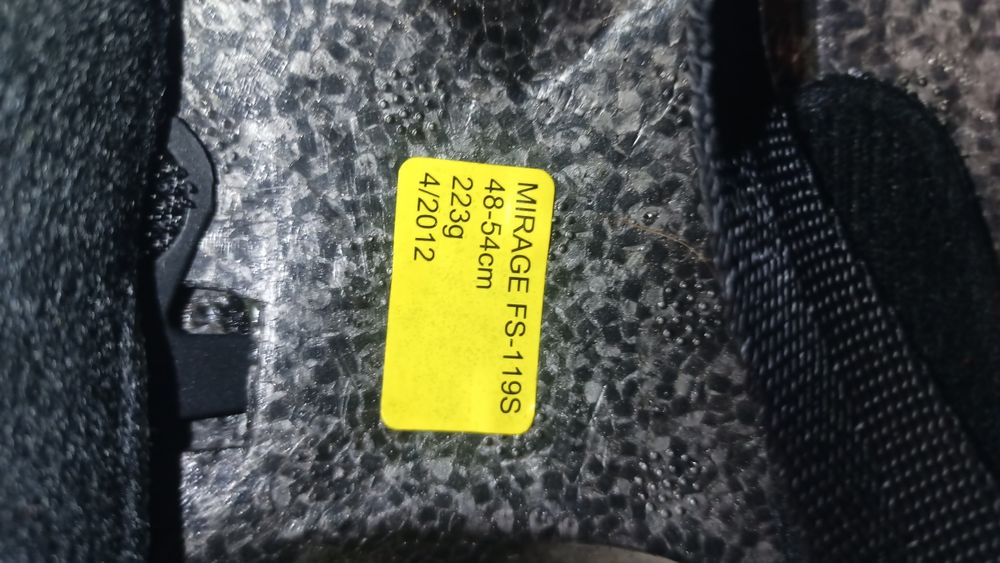 MIRAGE FS-119S
48-54cm
223g
4/2012